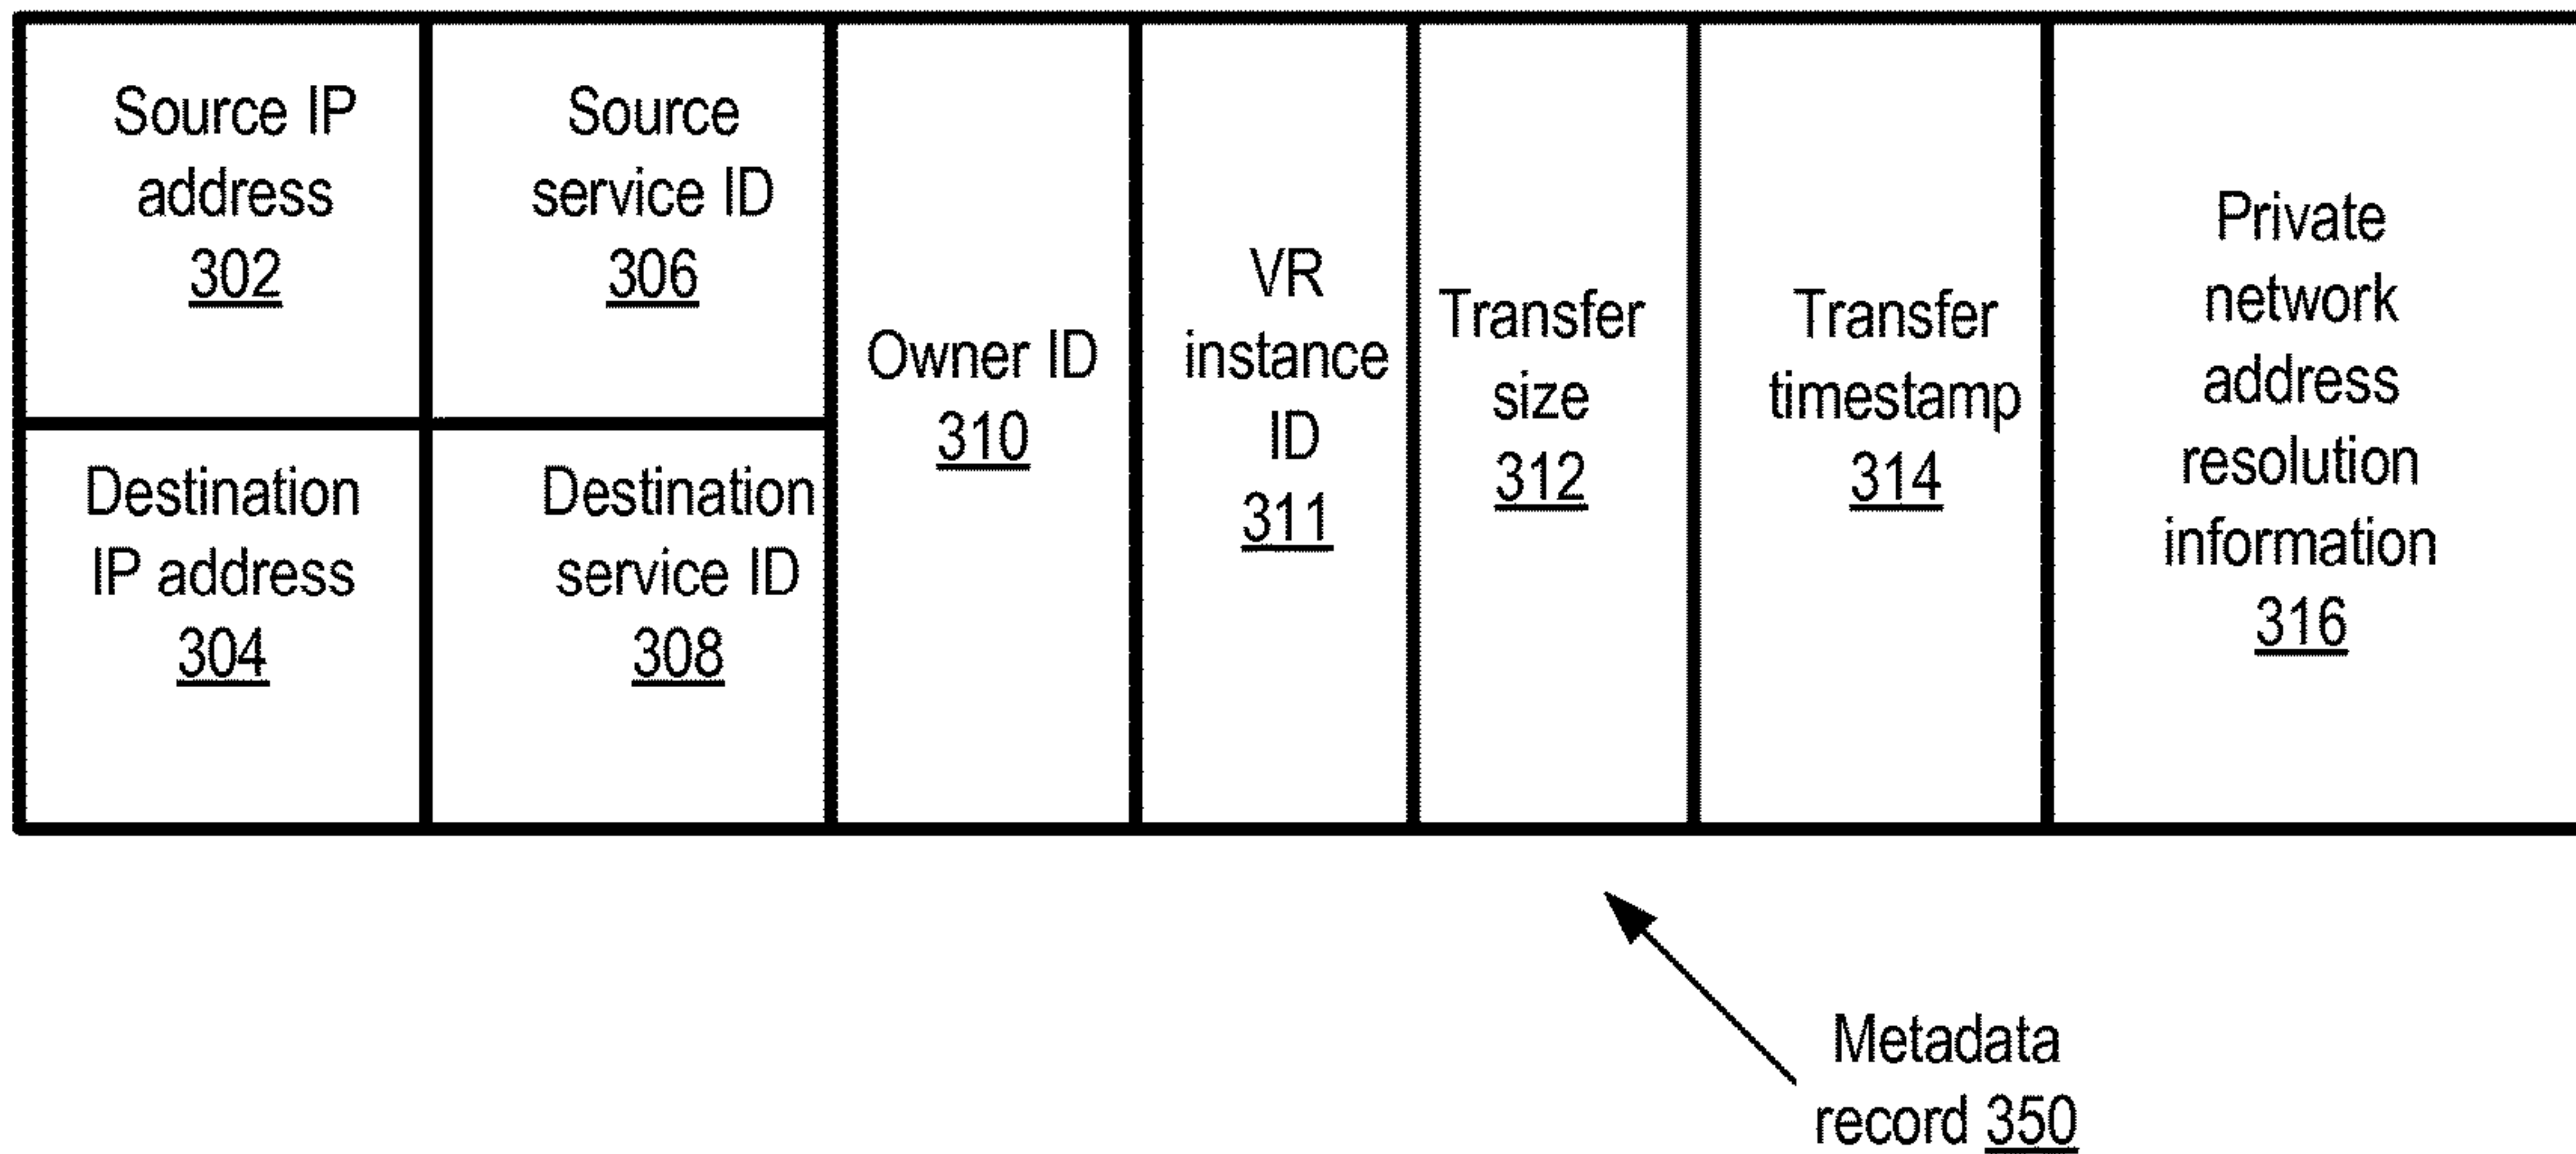 Source IP
address
302
Source
service ID
306
Destination
IP address
304
Destination
service ID
308
Owner ID
310
VR
instance
ID
311
Transfer
size
312
Transfer
timestamp
314
Private
network
address
resolution
information
316
Metadata
record 350